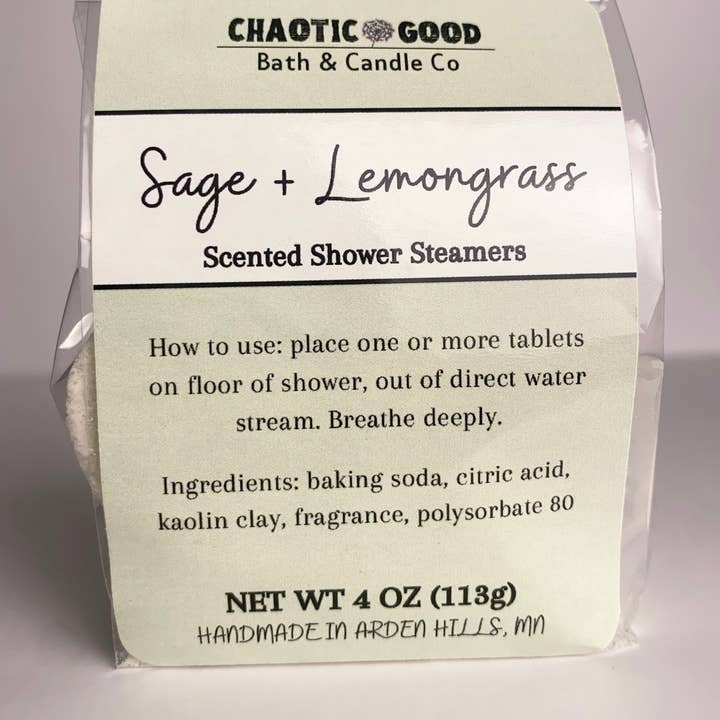 CHAOTIC GOOD
Bath & Candle Co
Sage + Lemongrass
Scented Shower Steamers
How to use: place one or more tablets
on floor of shower, out of direct water
stream. Breathe deeply.
Ingredients: baking soda, citric acid,
kaolin clay, fragrance, polysorbate 80
NET WT 4 OZ (113g)
HANDMADE IN ARDEN HILLS, MN